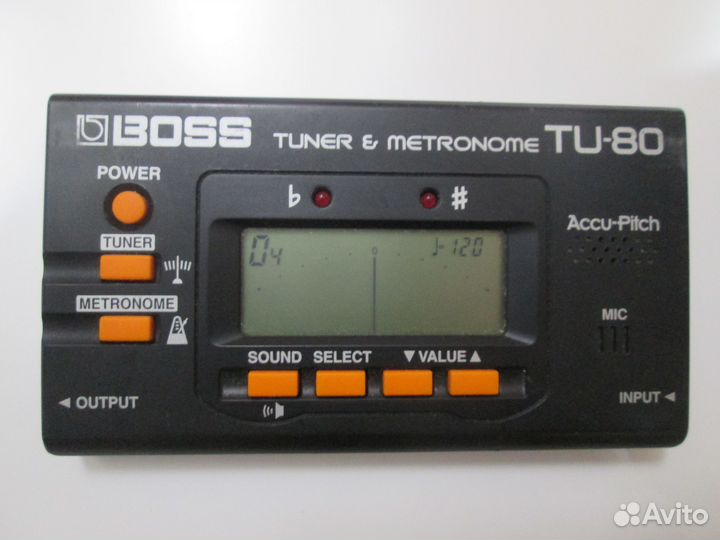 BOSS TUNER & METRONOME TU-80
POWER
♭ ♯
TUNER
Accu-Pitch
04 0 ♩=120
METRONOME
MIC
SOUND SELECT ▼ VALUE ▲
◄ OUTPUT
INPUT ◄
Avito